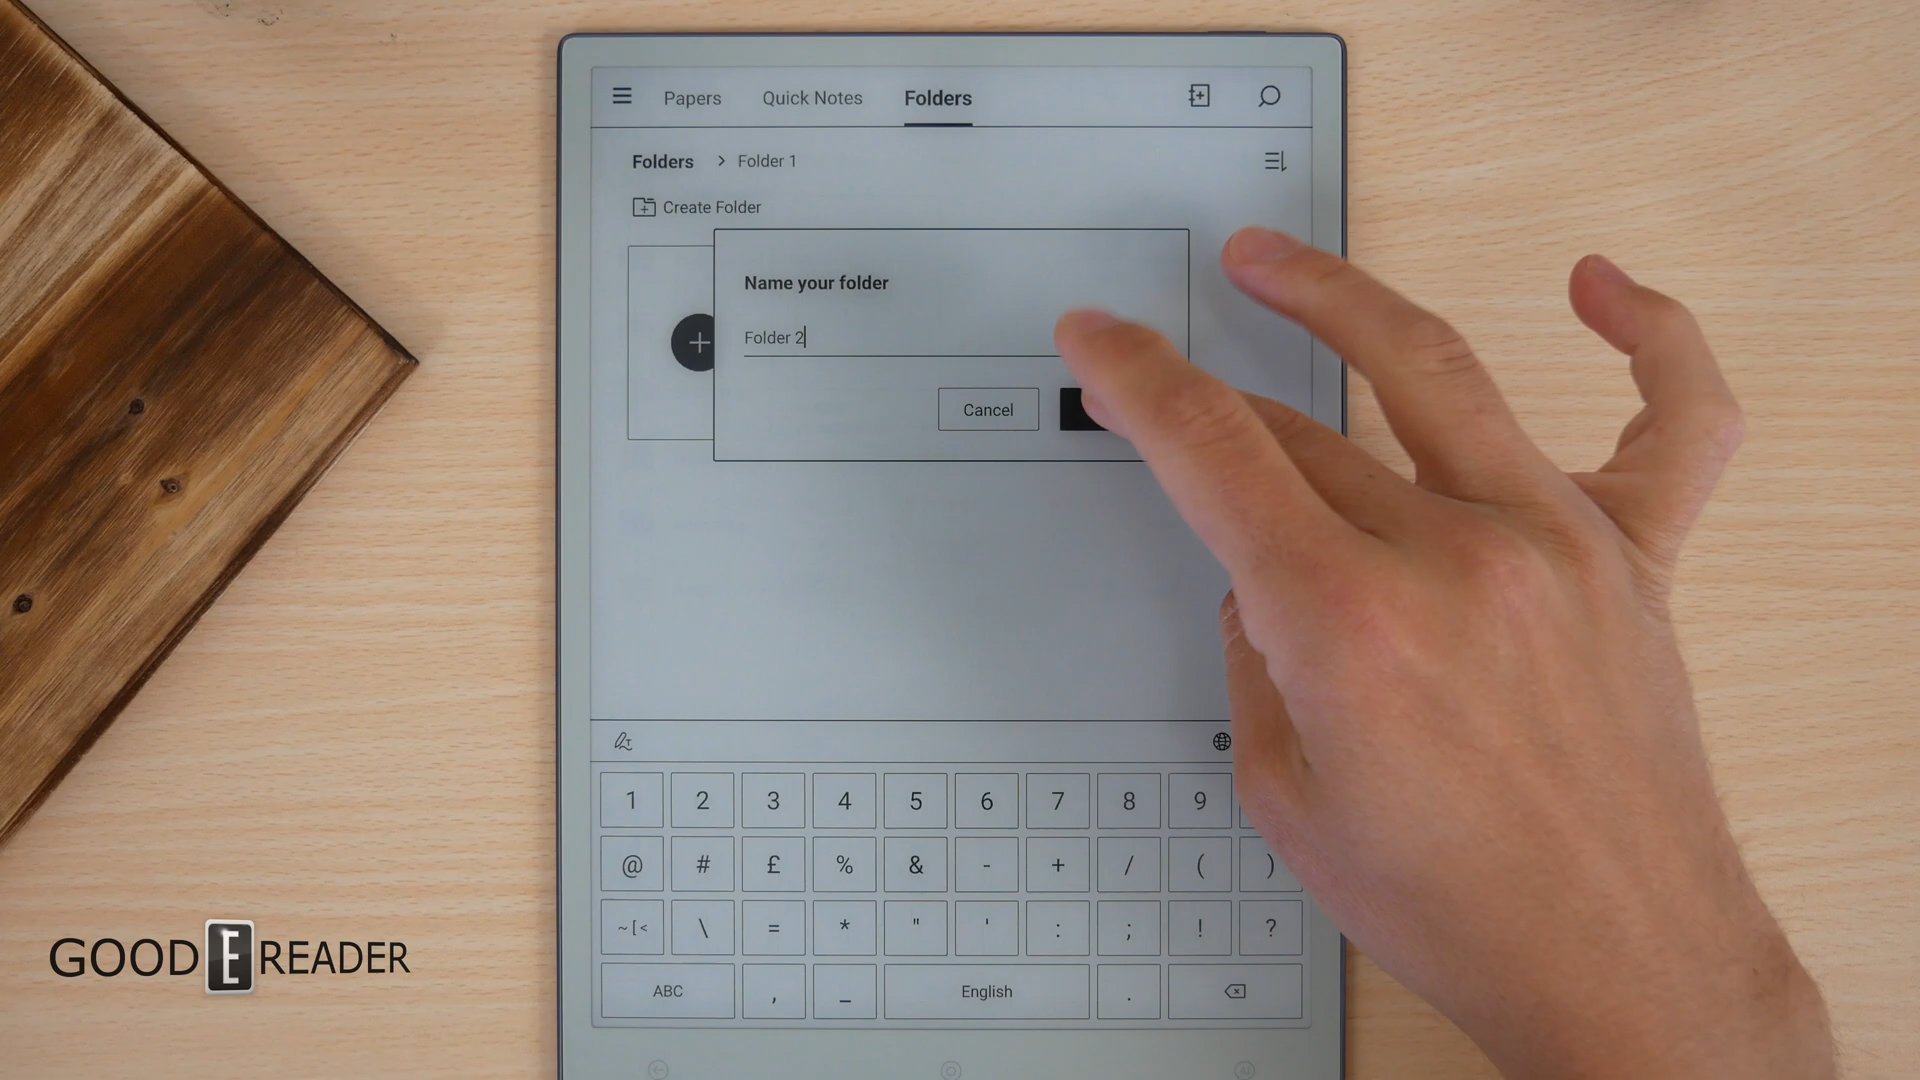 Papers Quick Notes Folders
Folders > Folder 1
Create Folder
Name your folder
Folder 2
Cancel
1 2 3 4 5 6 7 8 9
@ # £ % & - + / ( )
~[< \ = * " ' : ; ! ?
ABC , _ English .
GOOD E READER